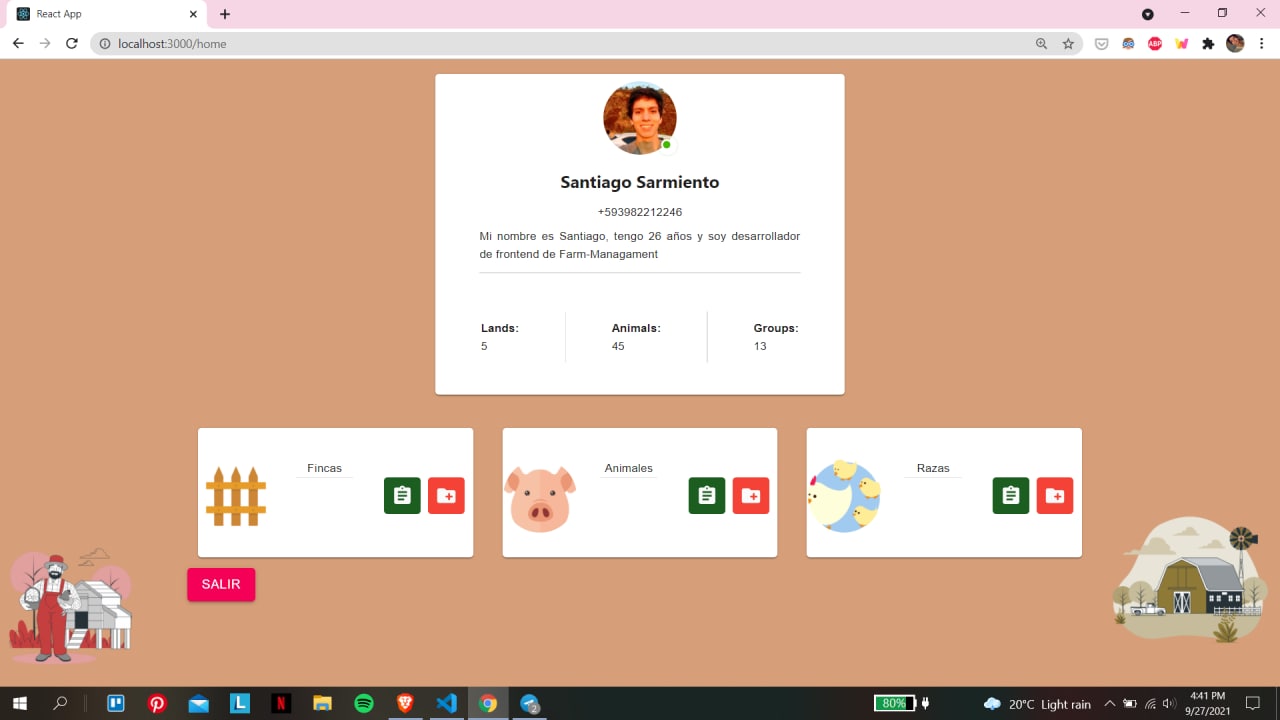 React App
localhost:3000/home
ABP
Santiago Sarmiento
+593982212246
Mi nombre es Santiago, tengo 26 años y soy desarrollador
de frontend de Farm-Managament
Lands: Animals: Groups:
5 45 13
Fincas Animales Razas
SALIR
L N 2 80% 20°C Light rain
4:41 PM
9/27/2021